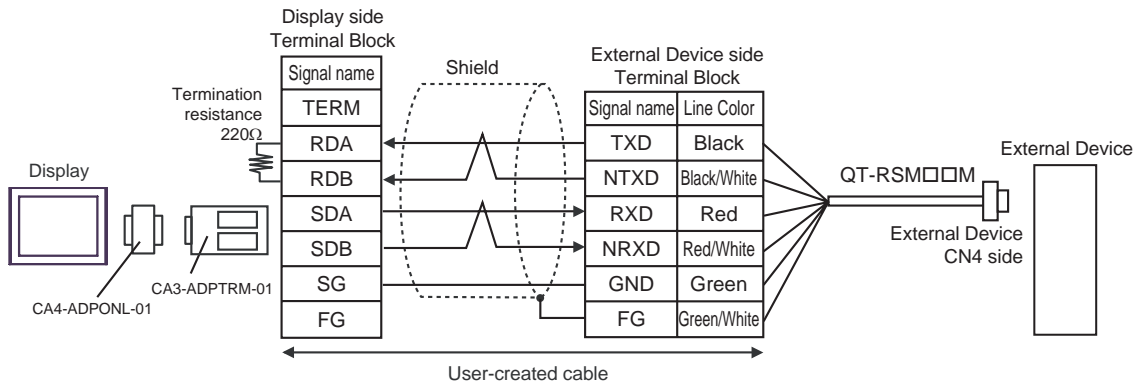 Display side
Terminal Block
Signal name
TERM
RDA
RDB
SDA
SDB
SG
FG
Termination
resistance
220Ω
Display
CA4-ADPONL-01
CA3-ADPTRM-01
Shield
External Device side
Terminal Block
Signal name Line Color
TXD Black
NTXD Black/White
RXD Red
NRXD Red/White
GND Green
FG Green/White
QT-RSM□□M
External Device
External Device
CN4 side
User-created cable